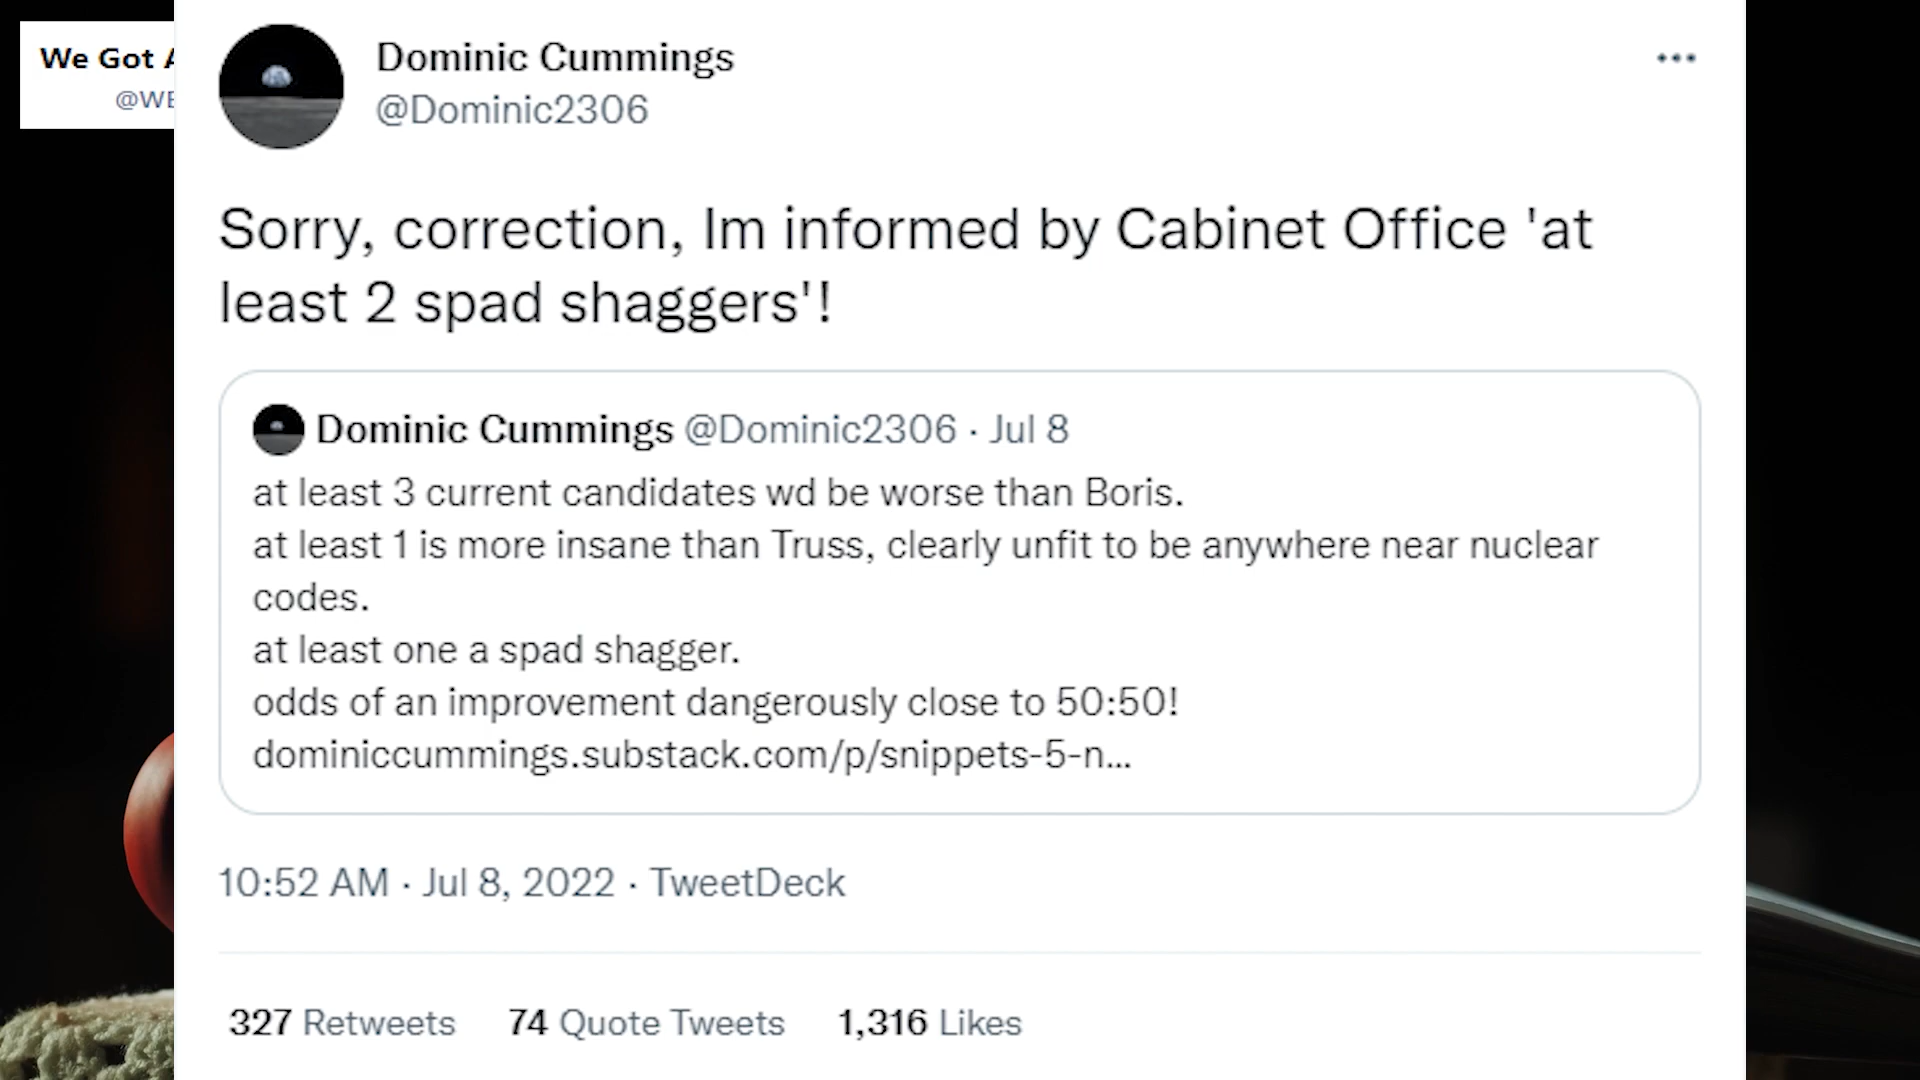 We Got
@WE
Dominic Cummings
@Dominic2306
Sorry, correction, Im informed by Cabinet Office 'at
least 2 spad shaggers'!
Dominic Cummings @Dominic2306 · Jul 8
at least 3 current candidates wd be worse than Boris.
at least 1 is more insane than Truss, clearly unfit to be anywhere near nuclear
codes.
at least one a spad shagger.
odds of an improvement dangerously close to 50:50!
dominiccummings.substack.com/p/snippets-5-n...
10:52 AM · Jul 8, 2022 · TweetDeck
327 Retweets 74 Quote Tweets 1,316 Likes